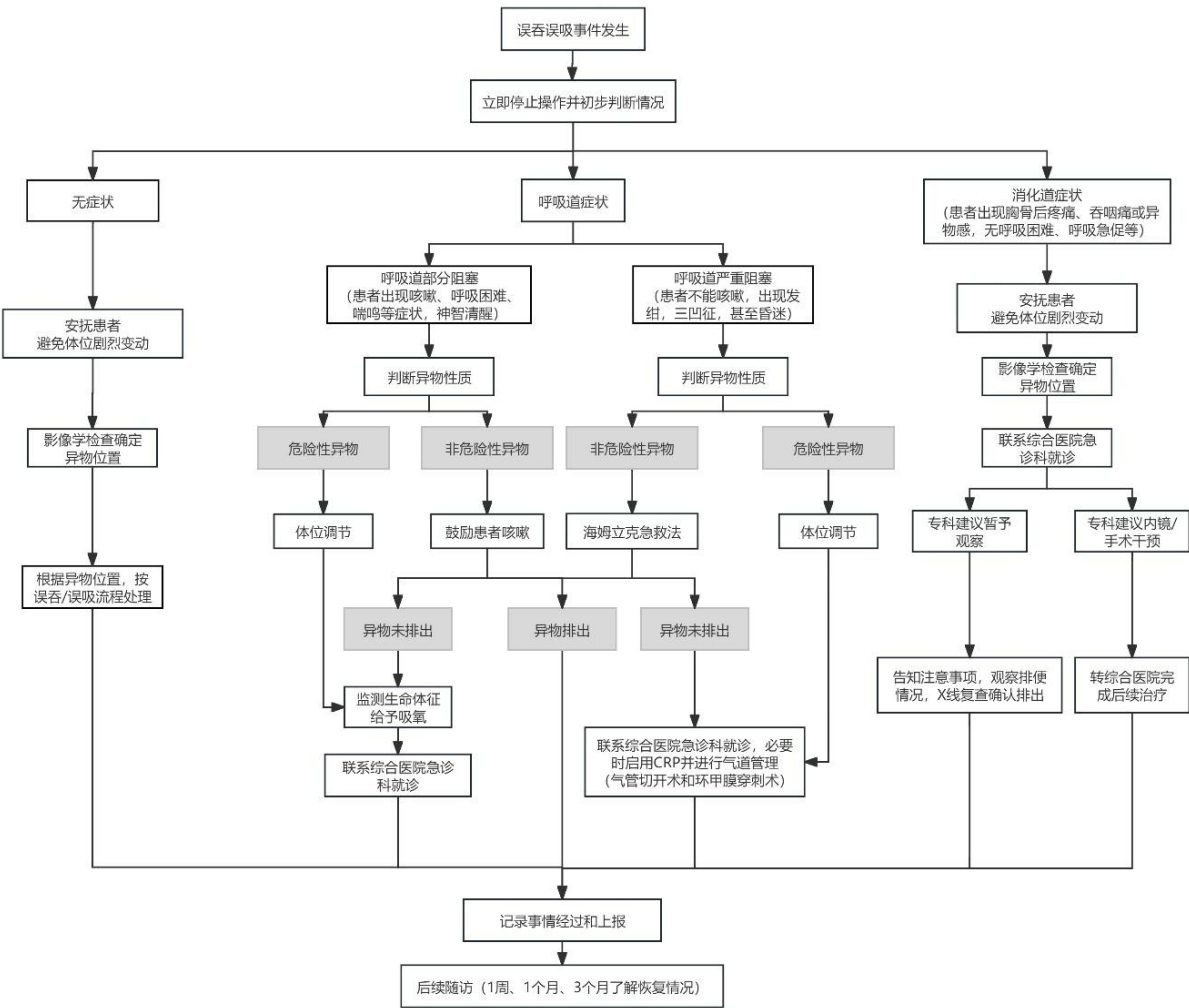 误吞误吸事件发生
立即停止操作并初步判断情况
无症状
安抚患者
避免体位剧烈变动
影像学检查确定
异物位置
根据异物位置，按
误吞/误吸流程处理
呼吸道症状
呼吸道部分阻塞
（患者出现咳嗽、呼吸困难、
喘鸣等症状，神智清醒）
判断异物性质
危险性异物
非危险性异物
体位调节
鼓励患者咳嗽
呼吸道严重阻塞
（患者不能咳嗽，出现发
绀，三凹征，甚至昏迷）
判断异物性质
非危险性异物
危险性异物
海姆立克急救法
体位调节
异物未排出
异物排出
异物未排出
监测生命体征
给予吸氧
联系综合医院急诊
科就诊
联系综合医院急诊科就诊，必要
时启用CRP并进行气道管理
（气管切开术和环甲膜穿刺术）
消化道症状
（患者出现胸骨后疼痛、吞咽痛或异
物感，无呼吸困难、呼吸急促等）
安抚患者
避免体位剧烈变动
影像学检查确定
异物位置
联系综合医院急
诊科就诊
专科建议暂予
观察
专科建议内镜/
手术干预
告知注意事项，观察排便
情况，X线复查确认排出
转综合医院完
成后续治疗
记录事情经过和上报
后续随访（1周、1个月、3个月了解恢复情况）